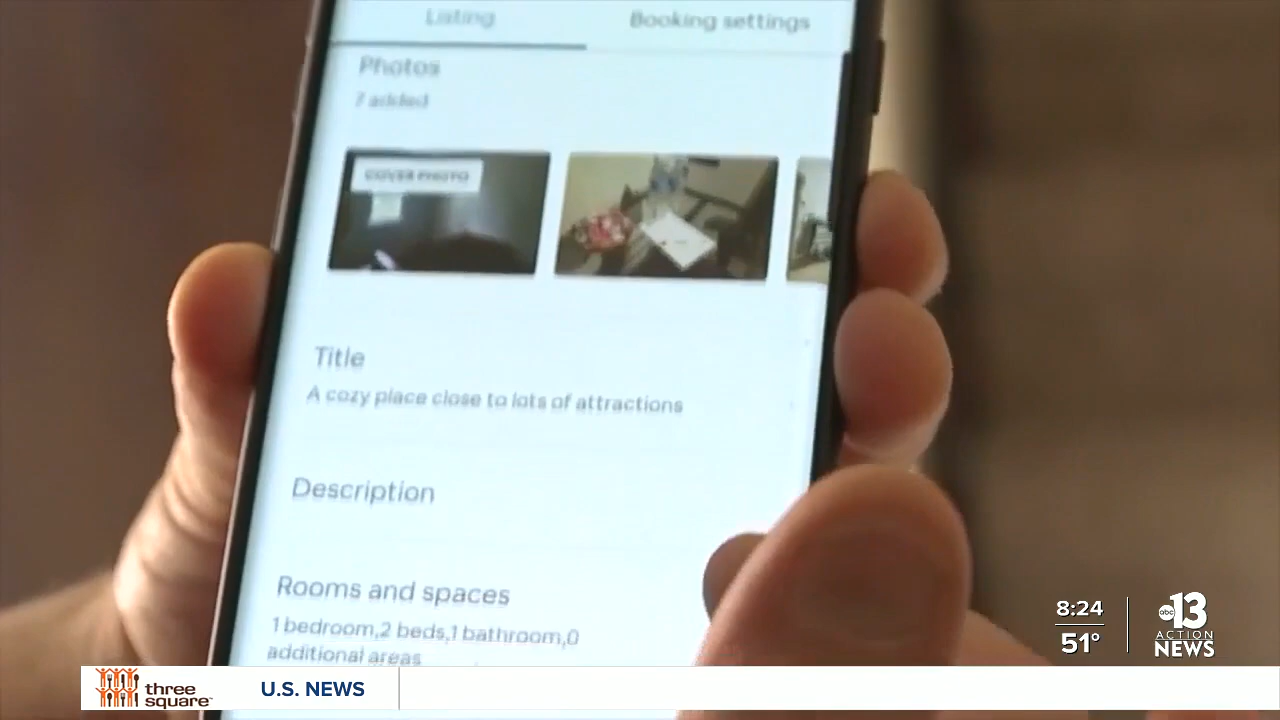 Listing
Booking settings
Photos
7 added
COVER PHOTO
Title
A cozy place close to lots of attractions
Description
Rooms and spaces
1 bedroom,2 beds,1 bathroom,0
additional areas
8:24
51°
abc 13
ACTION
NEWS
three
square
U.S. NEWS